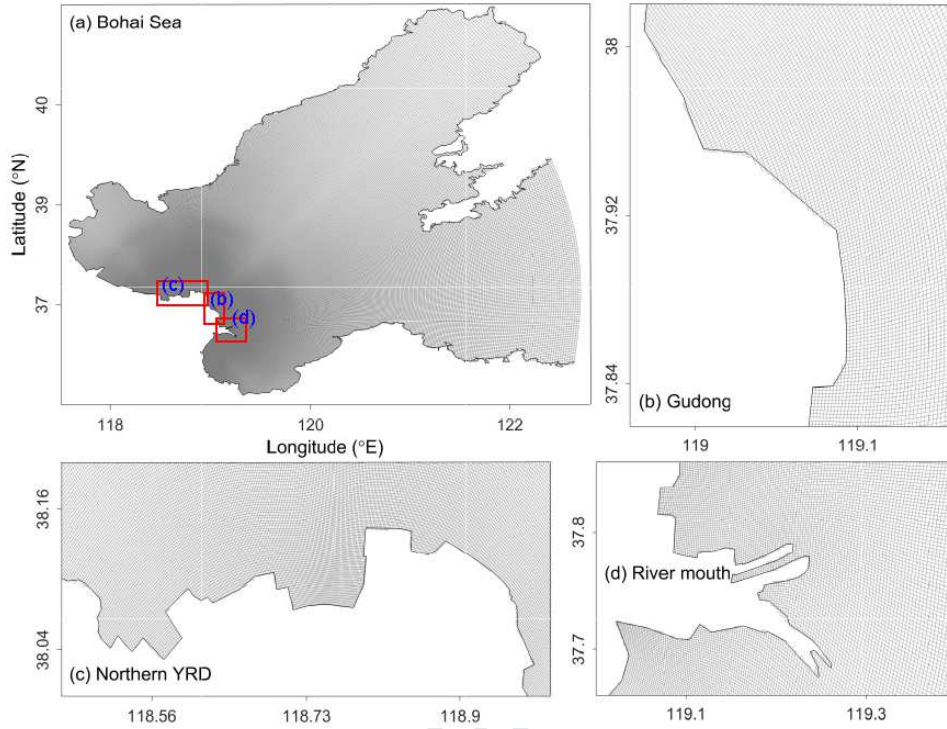 (a) Bohai Sea
Latitude (°N)
40
39
37
(c)
(b)
(d)
118
120
122
Longitude (°E)
38
37.92
37.84
(b) Gudong
119
119.1
38.16
38.04
(c) Northern YRD
118.56
118.73
118.9
37.8
37.7
(d) River mouth
119.1
119.3